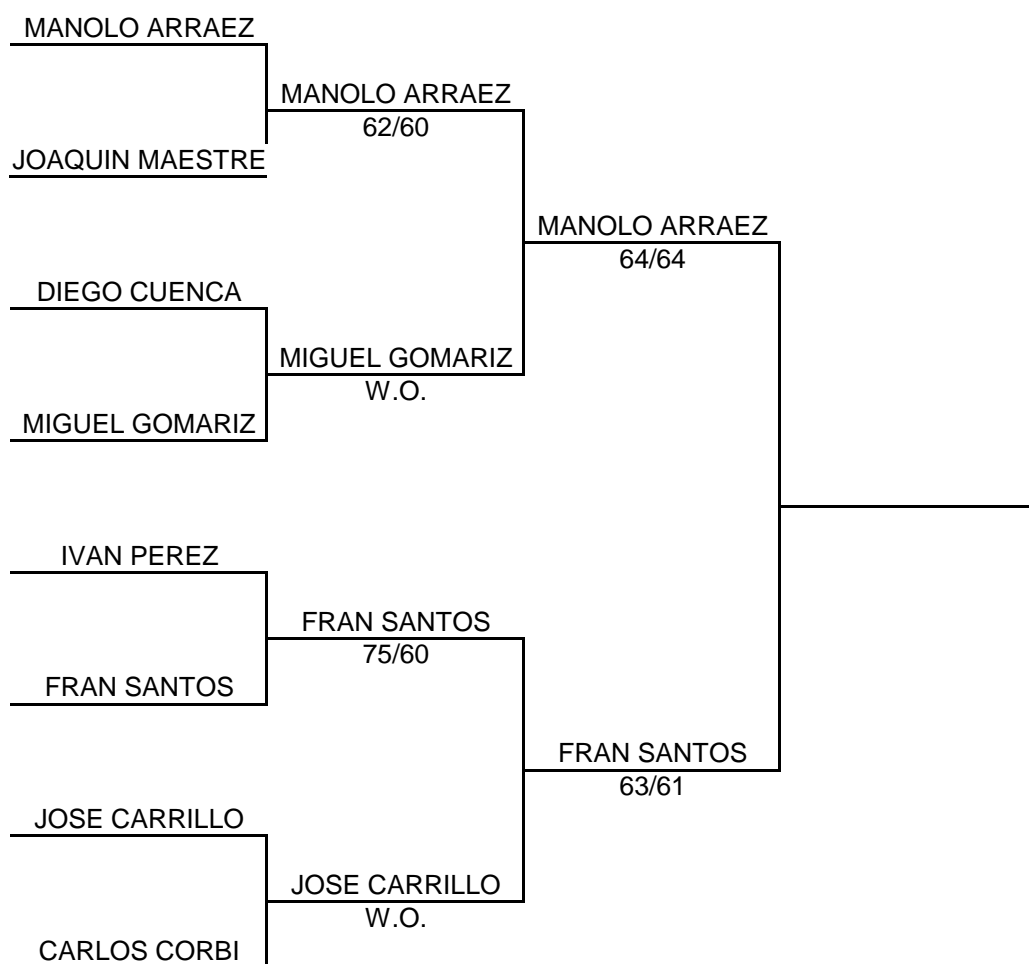 MANOLO ARRAEZ
MANOLO ARRAEZ
62/60
JOAQUIN MAESTRE
MANOLO ARRAEZ
64/64
DIEGO CUENCA
MIGUEL GOMARIZ
W.O.
MIGUEL GOMARIZ
IVAN PEREZ
FRAN SANTOS
75/60
FRAN SANTOS
FRAN SANTOS
63/61
JOSE CARRILLO
JOSE CARRILLO
W.O.
CARLOS CORBI